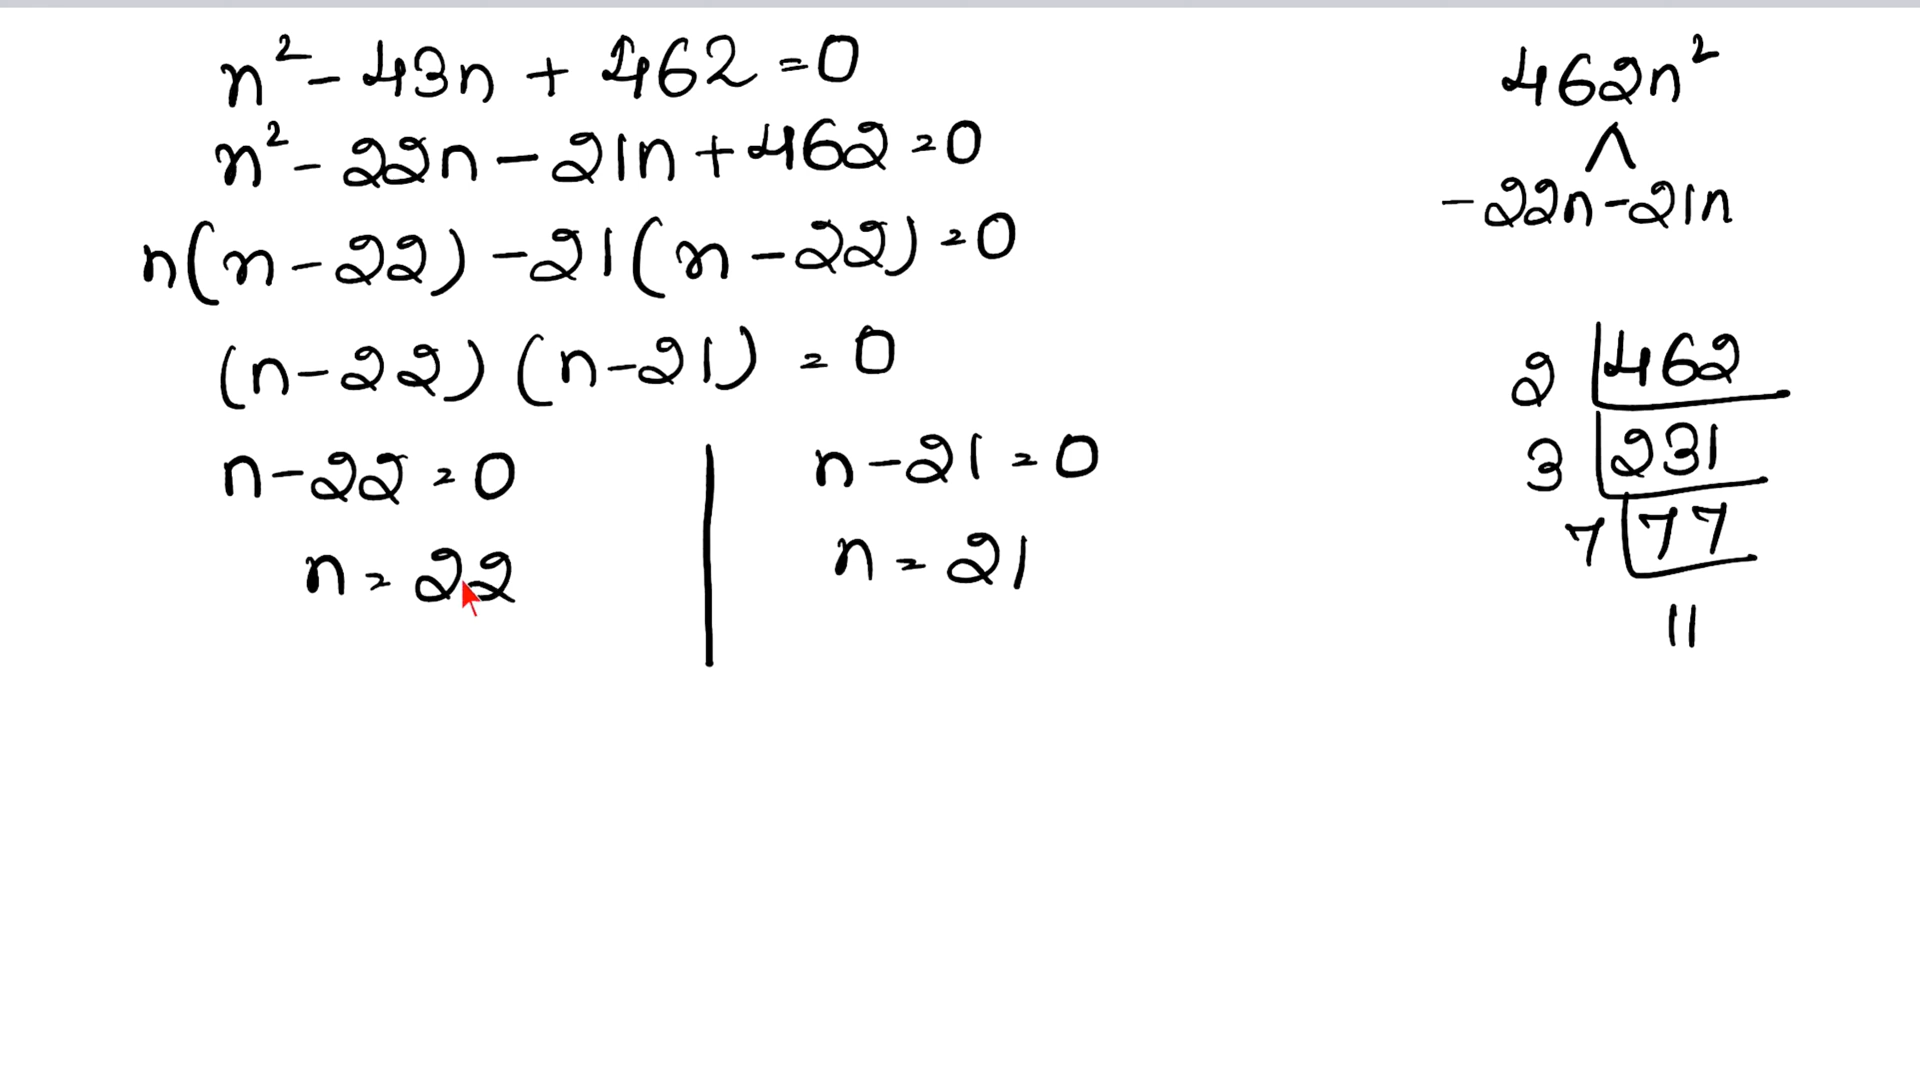 n² - 43n + 462 = 0
n² - 22n - 21n + 462 = 0
n(n - 22) - 21(n - 22) = 0
(n - 22) (n - 21) = 0
n - 22 = 0
n = 22
n - 21 = 0
n = 21
462n²
∧
- 22n - 21n
2 | 462
3 | 231
7 | 77
11